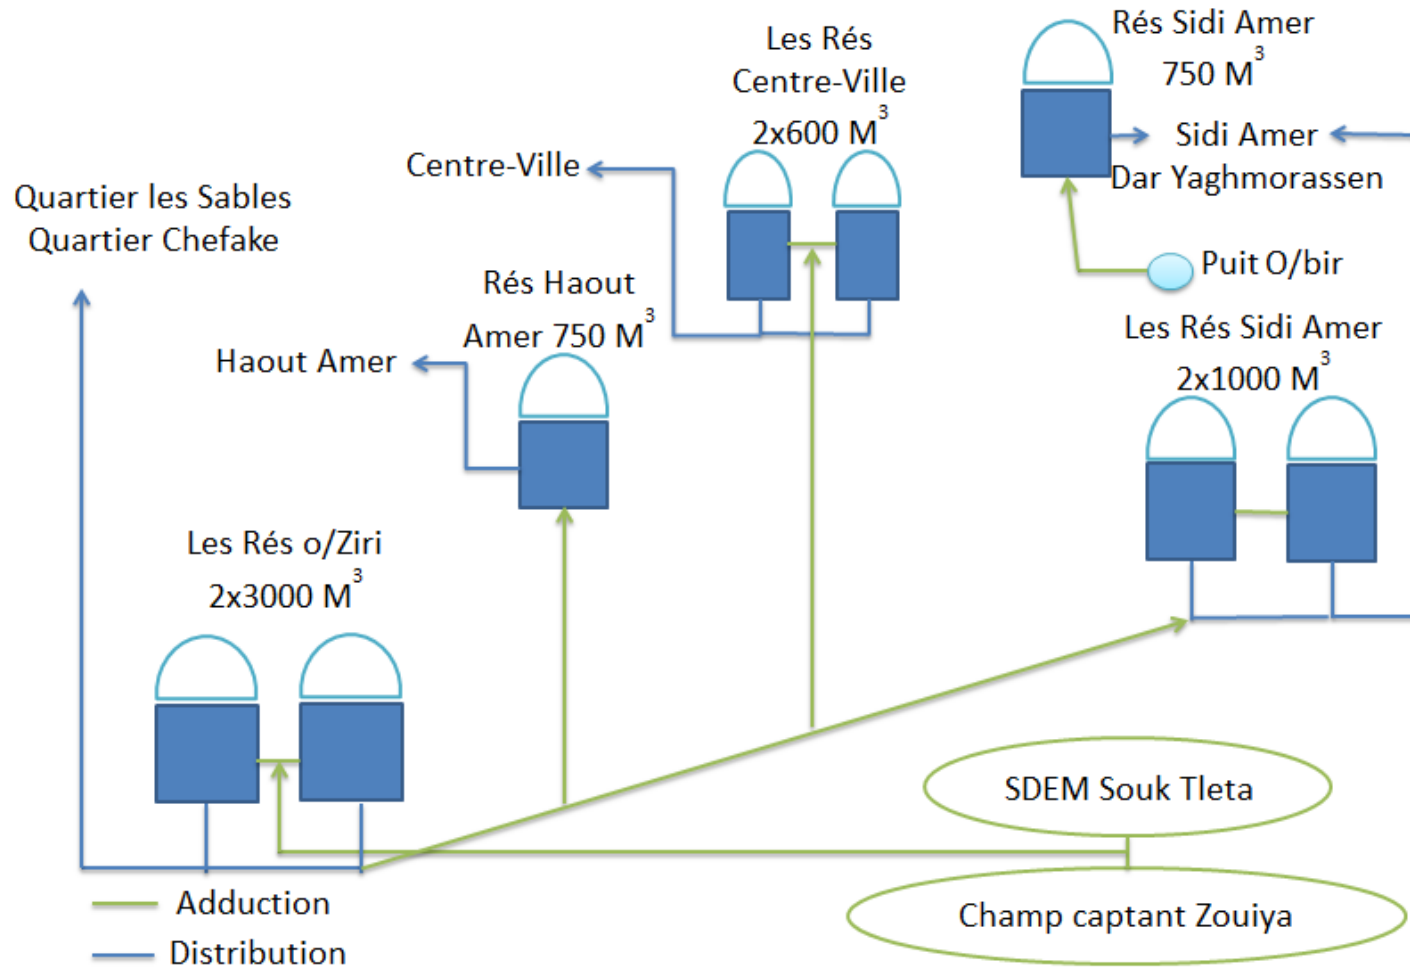 Rés Sidi Amer
750 M³
Les Rés
Centre-Ville
2x600 M³
Sidi Amer
Dar Yaghmorassen
Centre-Ville
Quartier les Sables
Quartier Chefake
Puit O/bir
Rés Haout
Amer 750 M³
Les Rés Sidi Amer
2x1000 M³
Haout Amer
Les Rés o/Ziri
2x3000 M³
SDEM Souk Tleta
Champ captant Zouiya
Adduction
Distribution